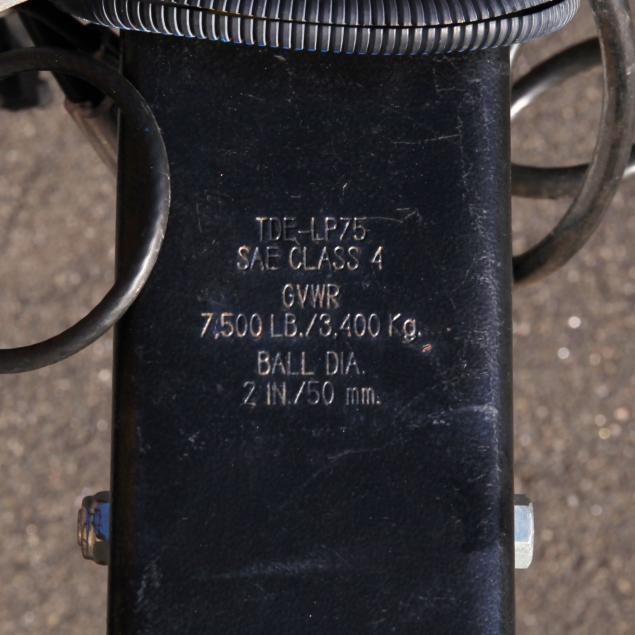 TDE-LP75
SAE CLASS 4
GVWR
7,500 LB./3,400 Kg.
BALL DIA.
2 IN./50 mm.